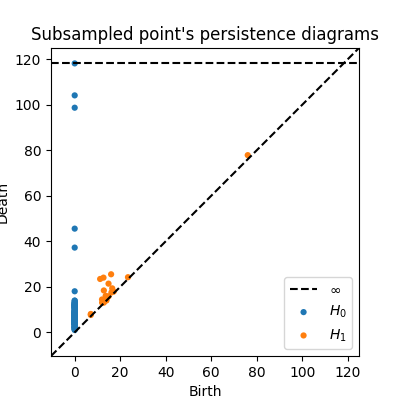 Subsampled point's persistence diagrams
120
100
80
60
40
20
0
Death
0 20 40 60 80 100 120
Birth
∞
H₀
H₁